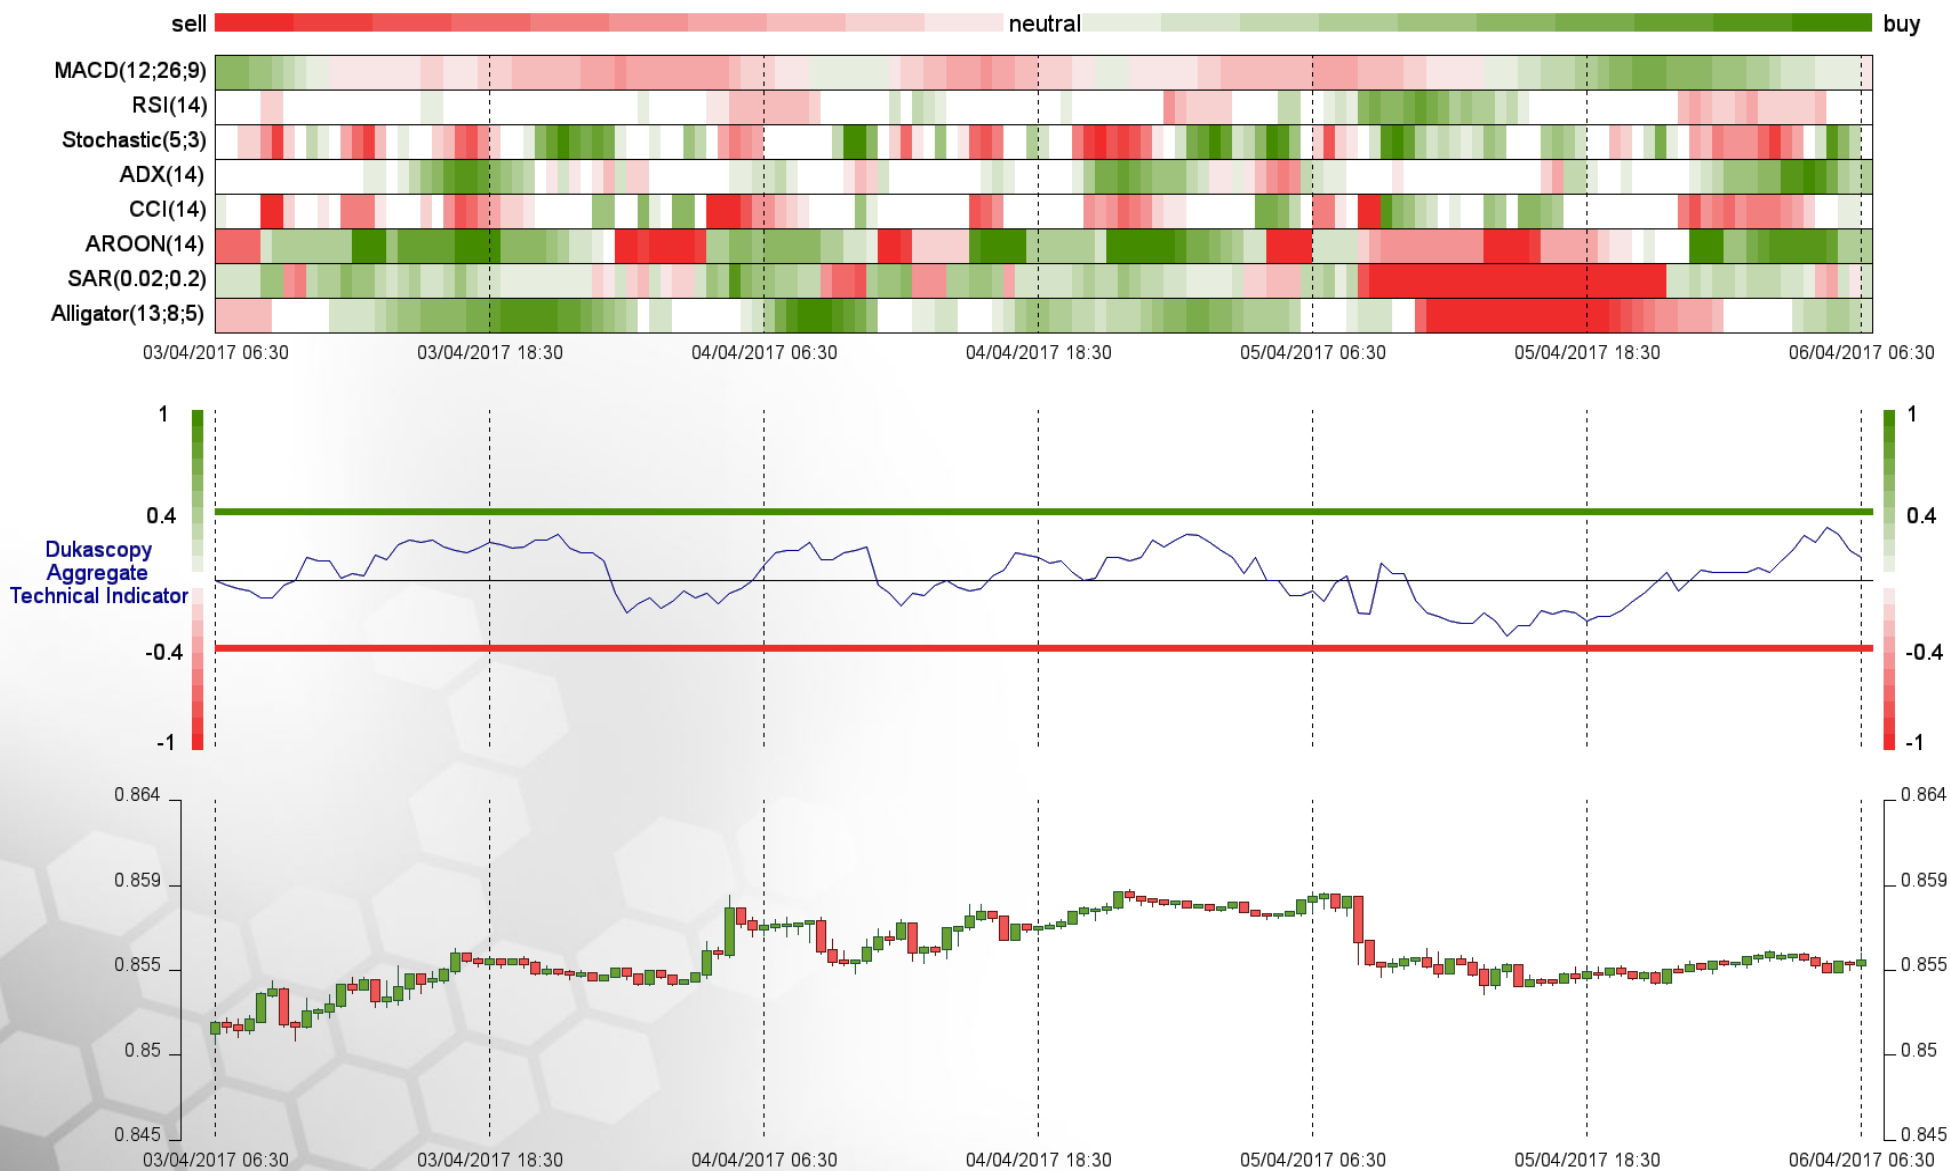 sell neutral buy
MACD(12;26;9)
RSI(14)
Stochastic(5;3)
ADX(14)
CCI(14)
AROON(14)
SAR(0.02;0.2)
Alligator(13;8;5)
03/04/2017 06:30 03/04/2017 18:30 04/04/2017 06:30 04/04/2017 18:30 05/04/2017 06:30 05/04/2017 18:30 06/04/2017 06:30
1 1
0.4 0.4
Dukascopy
Aggregate
Technical Indicator
-0.4 -0.4
-1 -1
0.864 0.864
0.859 0.859
0.855 0.855
0.85 0.85
0.845 0.845
03/04/2017 06:30 03/04/2017 18:30 04/04/2017 06:30 04/04/2017 18:30 05/04/2017 06:30 05/04/2017 18:30 06/04/2017 06:30